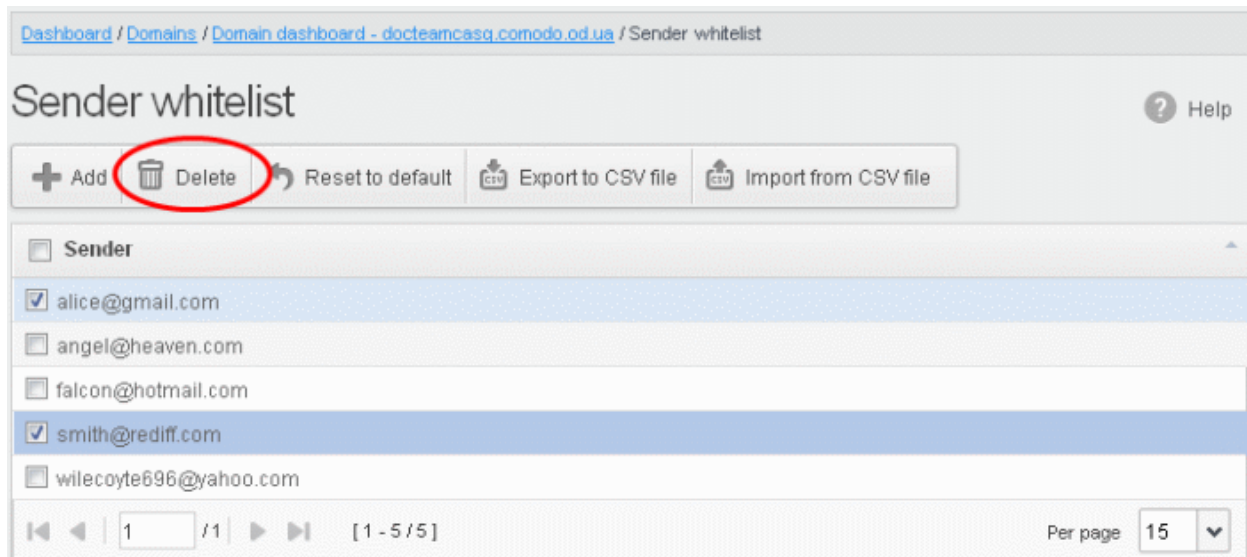 Dashboard / Domains / Domain dashboard - docteamcasg.comodo.od.ua / Sender whitelist
Sender whitelist
Help
Add Delete Reset to default Export to CSV file Import from CSV file
Sender
alice@gmail.com
angel@heaven.com
falcon@hotmail.com
smith@rediff.com
wilecoyte696@yahoo.com
1 /1 [1-5/5] Per page 15